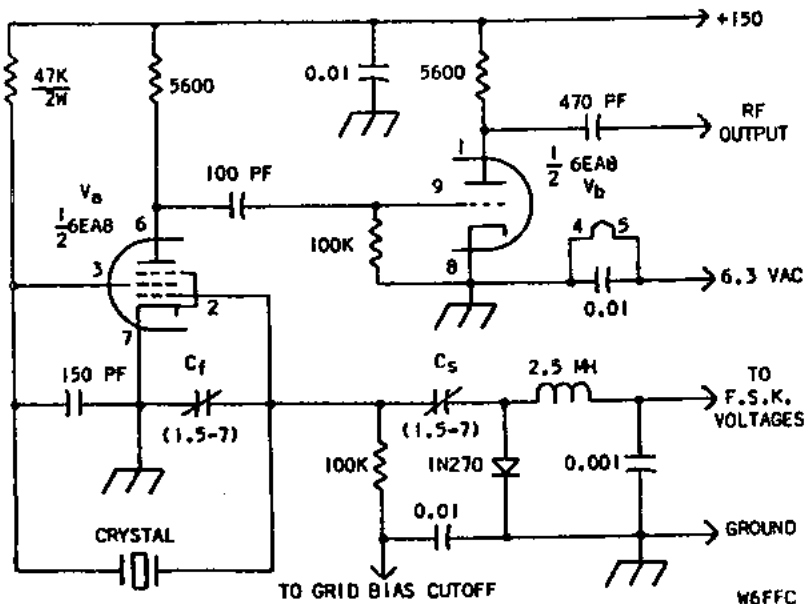 +150
47K
2W
5600
0.01
5600
470 PF
RF
OUTPUT
1
1/2 6EA8
Vb
100 PF
9
Va
1/2 6EA8
6
100K
4 5
3
8
6.3 VAC
2
0.01
7
150 PF
Cf
(1.5-7)
Cs
(1.5-7)
2.5 MH
TO
F.S.K.
VOLTAGES
100K
1N270
0.001
0.01
CRYSTAL
GROUND
TO GRID BIAS CUTOFF
W6FFC